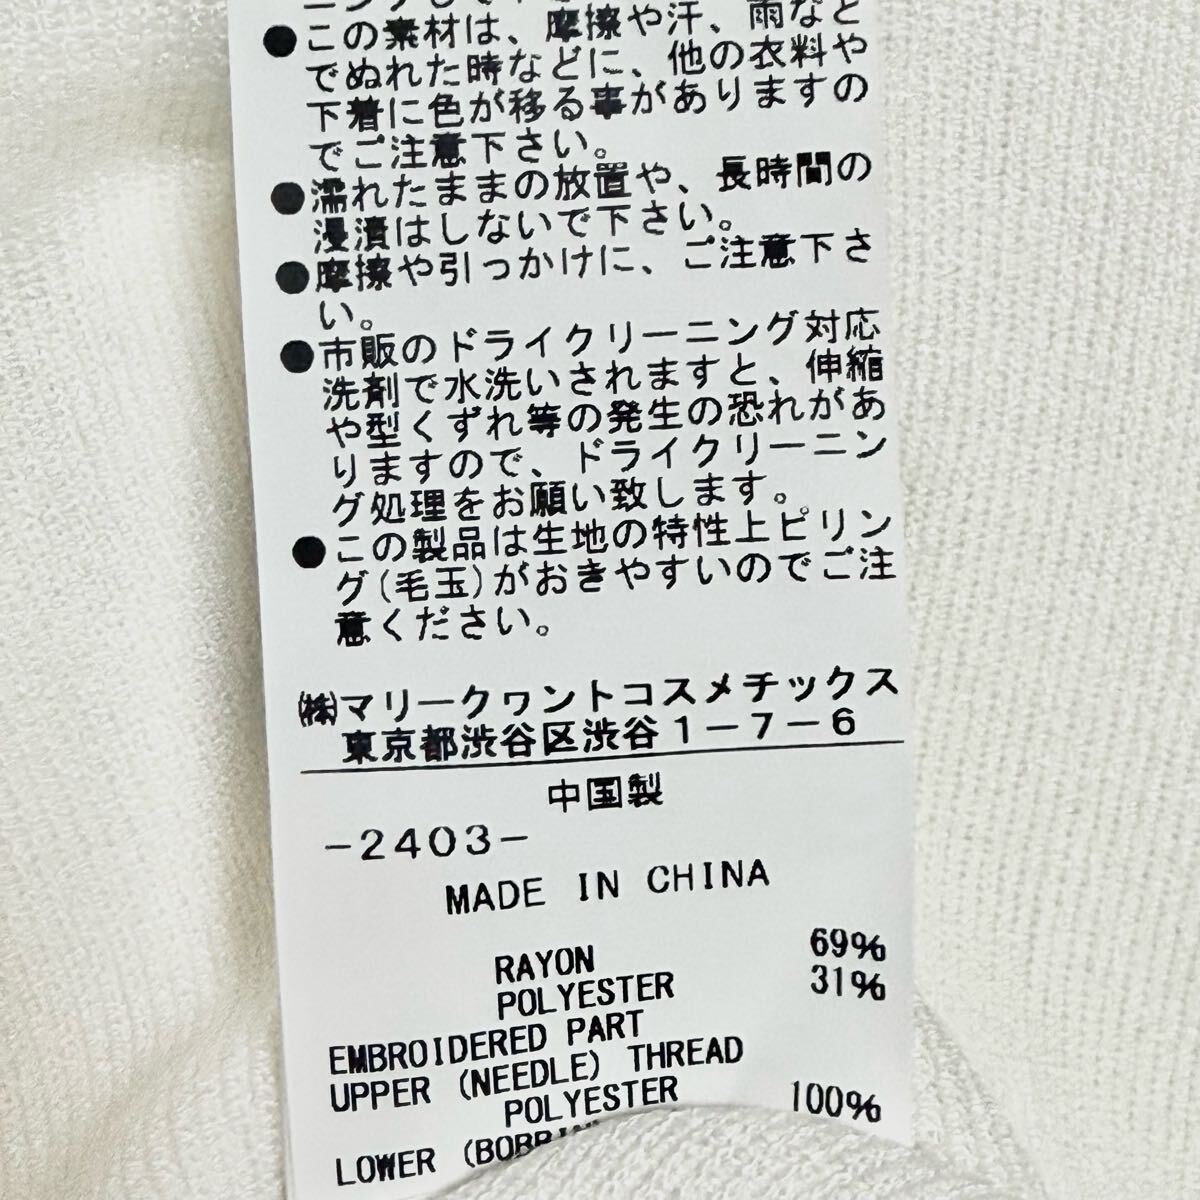 ●この素材は、摩擦や汗、雨など
でぬれた時などに、他の衣料や
下着に色が移る事がありますの
でご注意下さい。
●濡れたままの放置や、長時間の
浸漬はしないで下さい。
●摩擦や引っかけに、ご注意下さ
い。
●市販のドライクリーニング対応
洗剤で水洗いされますと、伸縮
や型くずれ等の発生の恐れがあ
りますので、ドライクリーニン
グ処理をお願い致します。
●この製品は生地の特性上ピリン
グ(毛玉)がおきやすいのでご注
意ください。
㈱マリークヮントコスメチックス
東京都渋谷区渋谷1-7-6
中国製
-2403-
MADE IN CHINA
RAYON 69%
POLYESTER 31%
EMBROIDERED PART
UPPER (NEEDLE) THREAD
POLYESTER 100%
LOWER